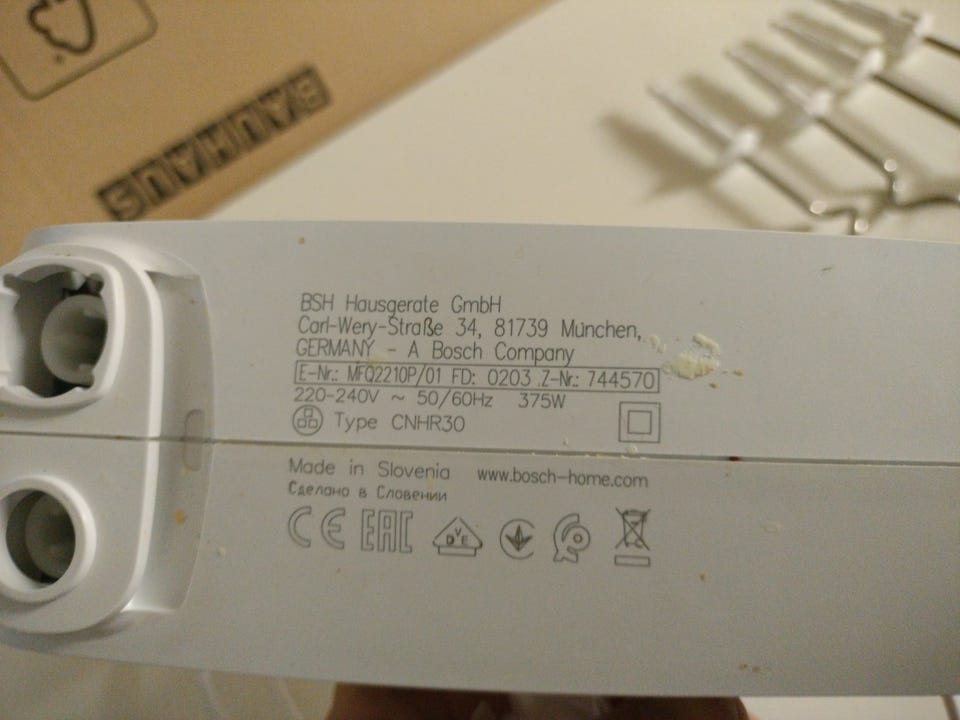 BAUHAUS
BSH Hausgerate GmbH
Carl-Wery-Straße 34, 81739 München,
GERMANY - A Bosch Company
E-Nr.: MFQ2210P/01 FD: 0203 Z-Nr.: 744570
220-240V ~ 50/60Hz 375W
Type CNHR30
Made in Slovenia www.bosch-home.com
Сделано в Словении
CE EAC VDE